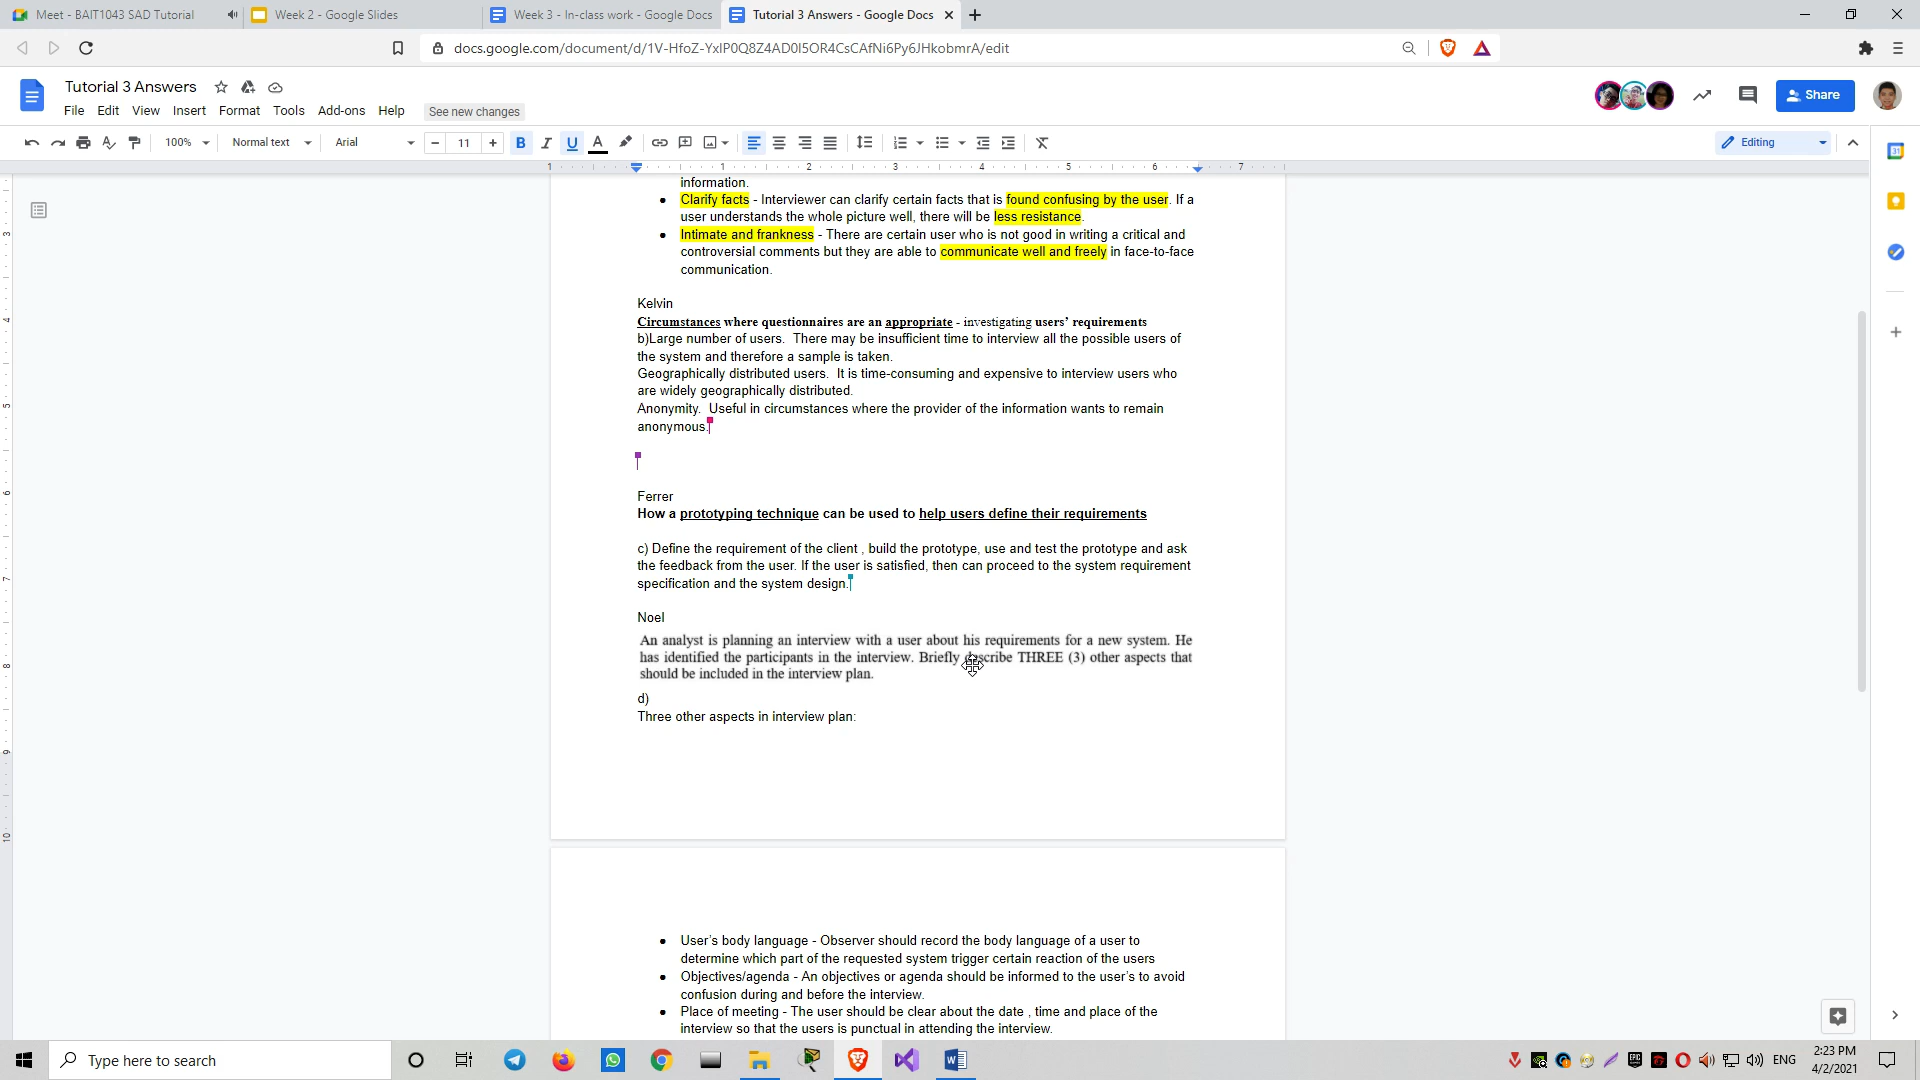 Meet - BAIT1043 SAD Tutorial
Week 2 - Google Slides
Week 3 - In-class work - Google Docs
Tutorial 3 Answers - Google Docs
docs.google.com/document/d/1V-HfoZ-YxIP0Q8Z4AD0I5OR4CsCAfNi6Py6JHkobmrA/edit
Tutorial 3 Answers
File Edit View Insert Format Tools Add-ons Help See new changes
Share
100% Normal text Arial 11 B I U A Editing
1 1 2 3 4 5 6 7
information.
Clarify facts - Interviewer can clarify certain facts that is found confusing by the user. If a
user understands the whole picture well, there will be less resistance.
Intimate and frankness - There are certain user who is not good in writing a critical and
controversial comments but they are able to communicate well and freely in face-to-face
communication.
Kelvin
Circumstances where questionnaires are an appropriate - investigating users’ requirements
b)Large number of users. There may be insufficient time to interview all the possible users of
the system and therefore a sample is taken.
Geographically distributed users. It is time-consuming and expensive to interview users who
are widely geographically distributed.
Anonymity. Useful in circumstances where the provider of the information wants to remain
anonymous.
Ferrer
How a prototyping technique can be used to help users define their requirements
c) Define the requirement of the client , build the prototype, use and test the prototype and ask
the feedback from the user. If the user is satisfied, then can proceed to the system requirement
specification and the system design.
Noel
An analyst is planning an interview with a user about his requirements for a new system. He
has identified the participants in the interview. Briefly describe THREE (3) other aspects that
should be included in the interview plan.
d)
Three other aspects in interview plan:
User’s body language - Observer should record the body language of a user to
determine which part of the requested system trigger certain reaction of the users
Objectives/agenda - An objectives or agenda should be informed to the user’s to avoid
confusion during and before the interview.
Place of meeting - The user should be clear about the date , time and place of the
interview so that the users is punctual in attending the interview.
3
4
5
6
7
8
9
10
31
Type here to search
ENG
2:23 PM
4/2/2021